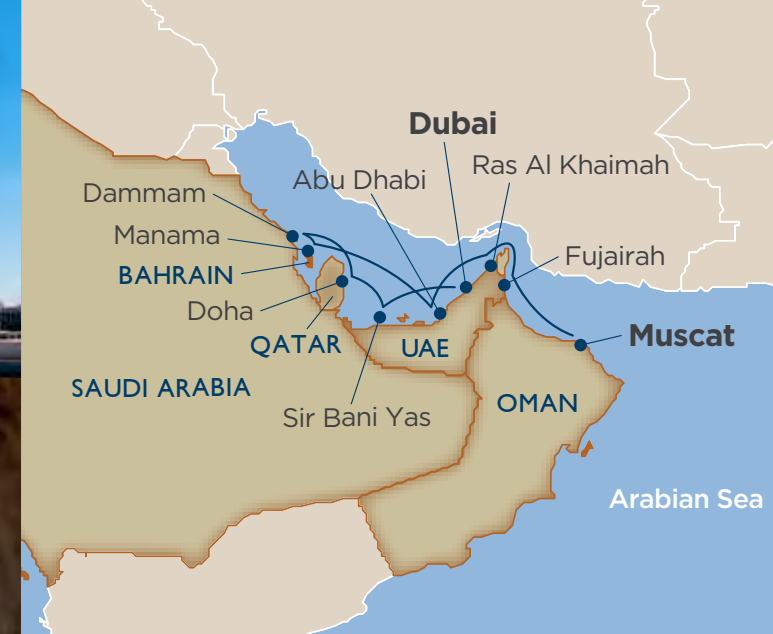 Dubai
Ras Al Khaimah
Abu Dhabi
Dammam
Manama
Fujairah
BAHRAIN
Doha
Muscat
QATAR
UAE
SAUDI ARABIA
OMAN
Sir Bani Yas
Arabian Sea